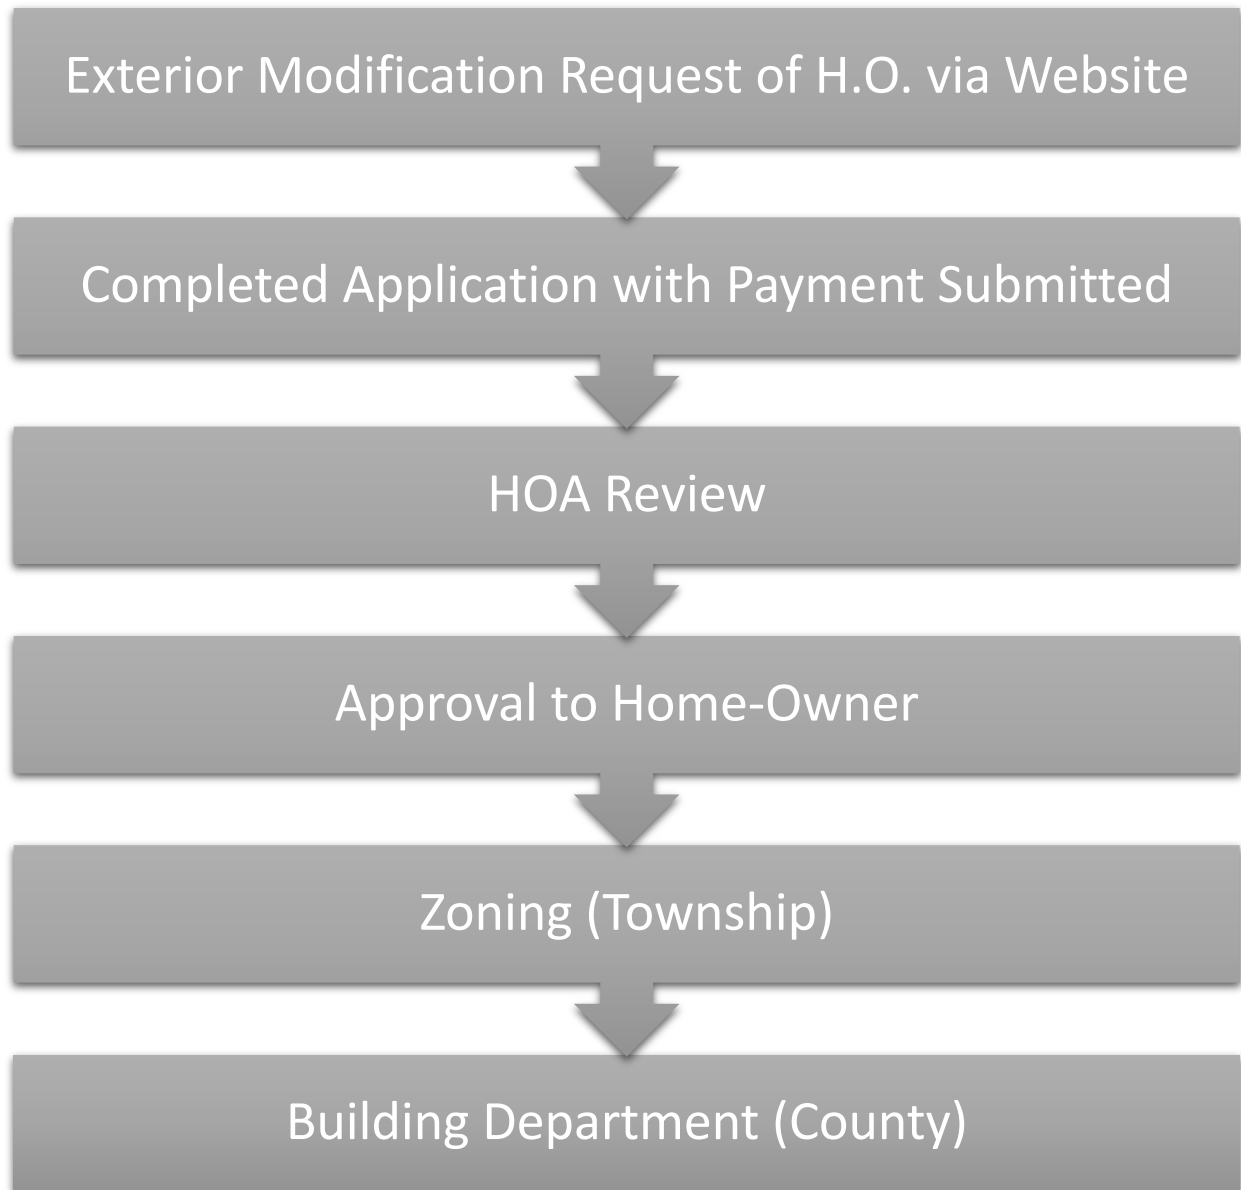 Exterior Modification Request of H.O. via Website
Completed Application with Payment Submitted
HOA Review
Approval to Home-Owner
Zoning (Township)
Building Department (County)